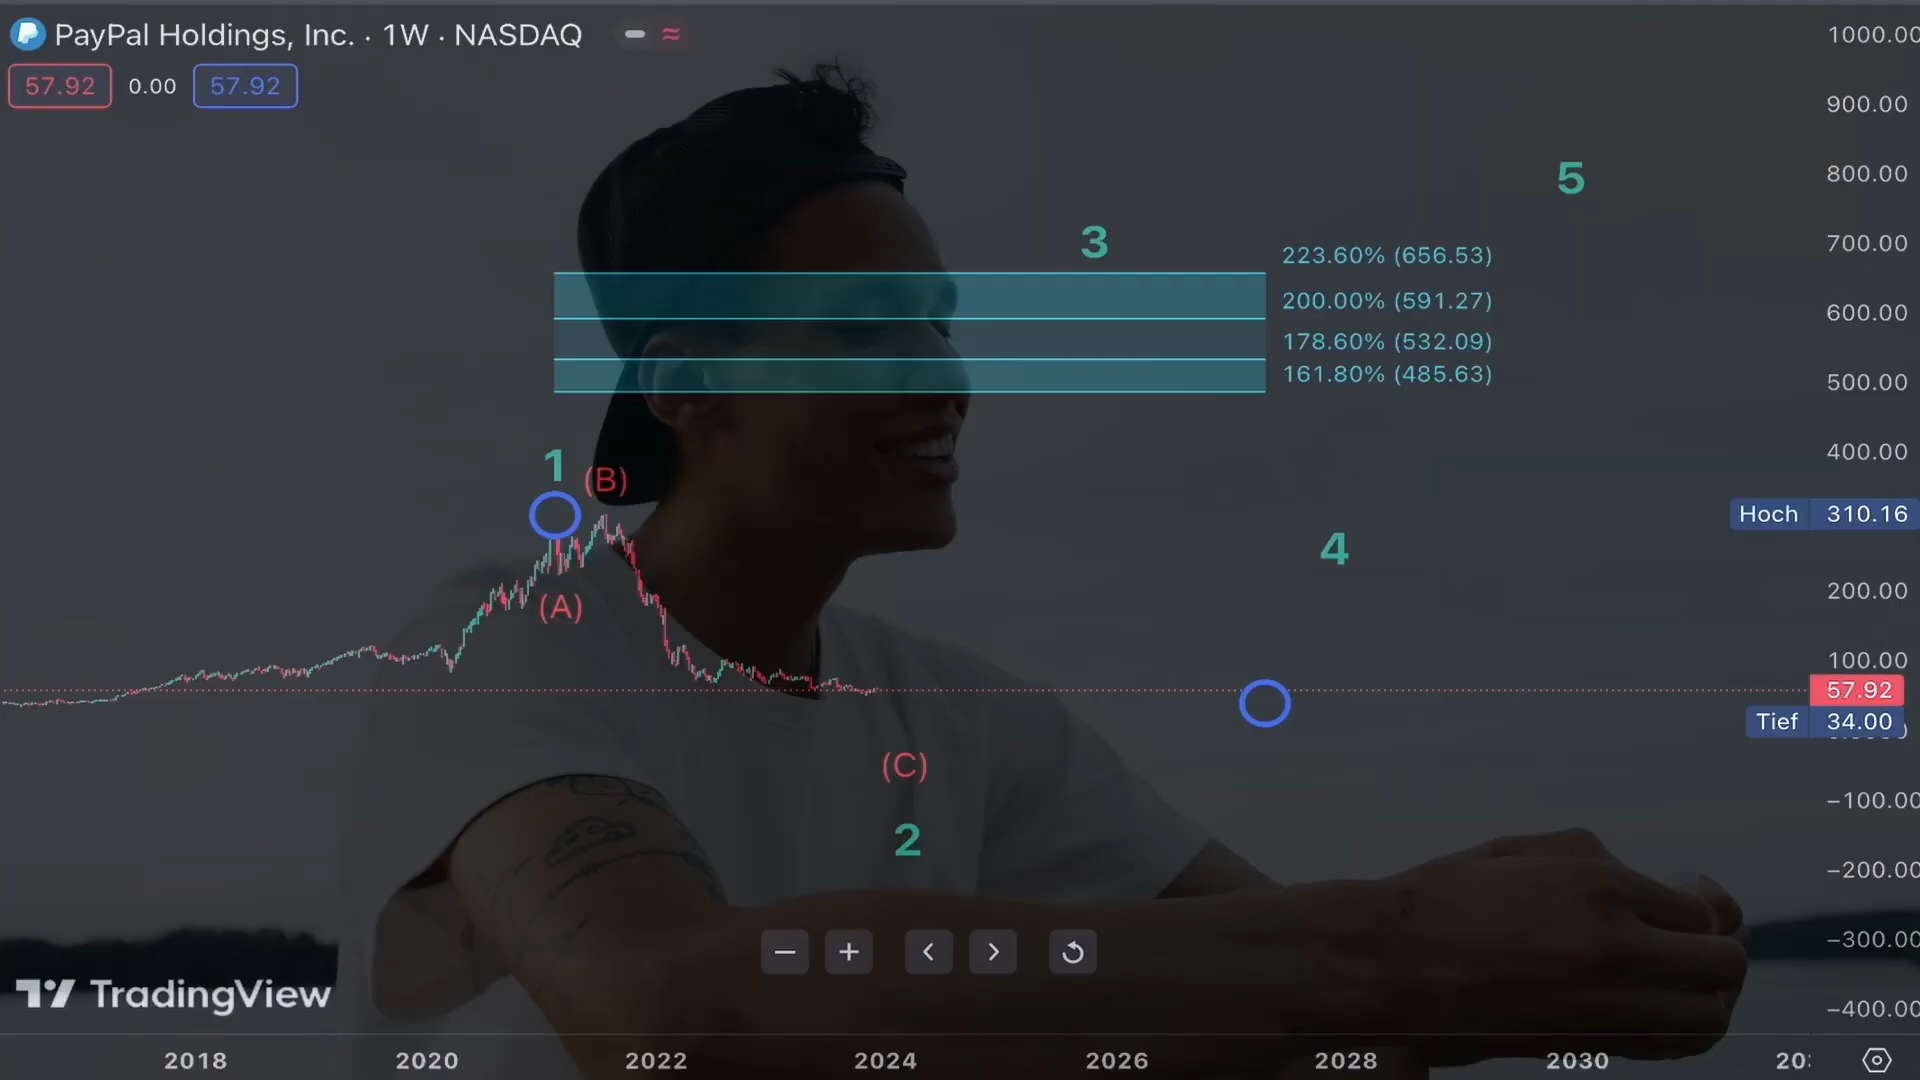 PayPal Holdings, Inc. · 1W · NASDAQ
57.92 0.00 57.92
1000.00
900.00
800.00
700.00
600.00
500.00
400.00
Hoch 310.16
200.00
100.00
57.92
Tief 34.00
−100.00
−200.00
−300.00
−400.00
5
3
223.60% (656.53)
200.00% (591.27)
178.60% (532.09)
161.80% (485.63)
1
(B)
4
(A)
(C)
2
TradingView
2018 2020 2022 2024 2026 2028 2030